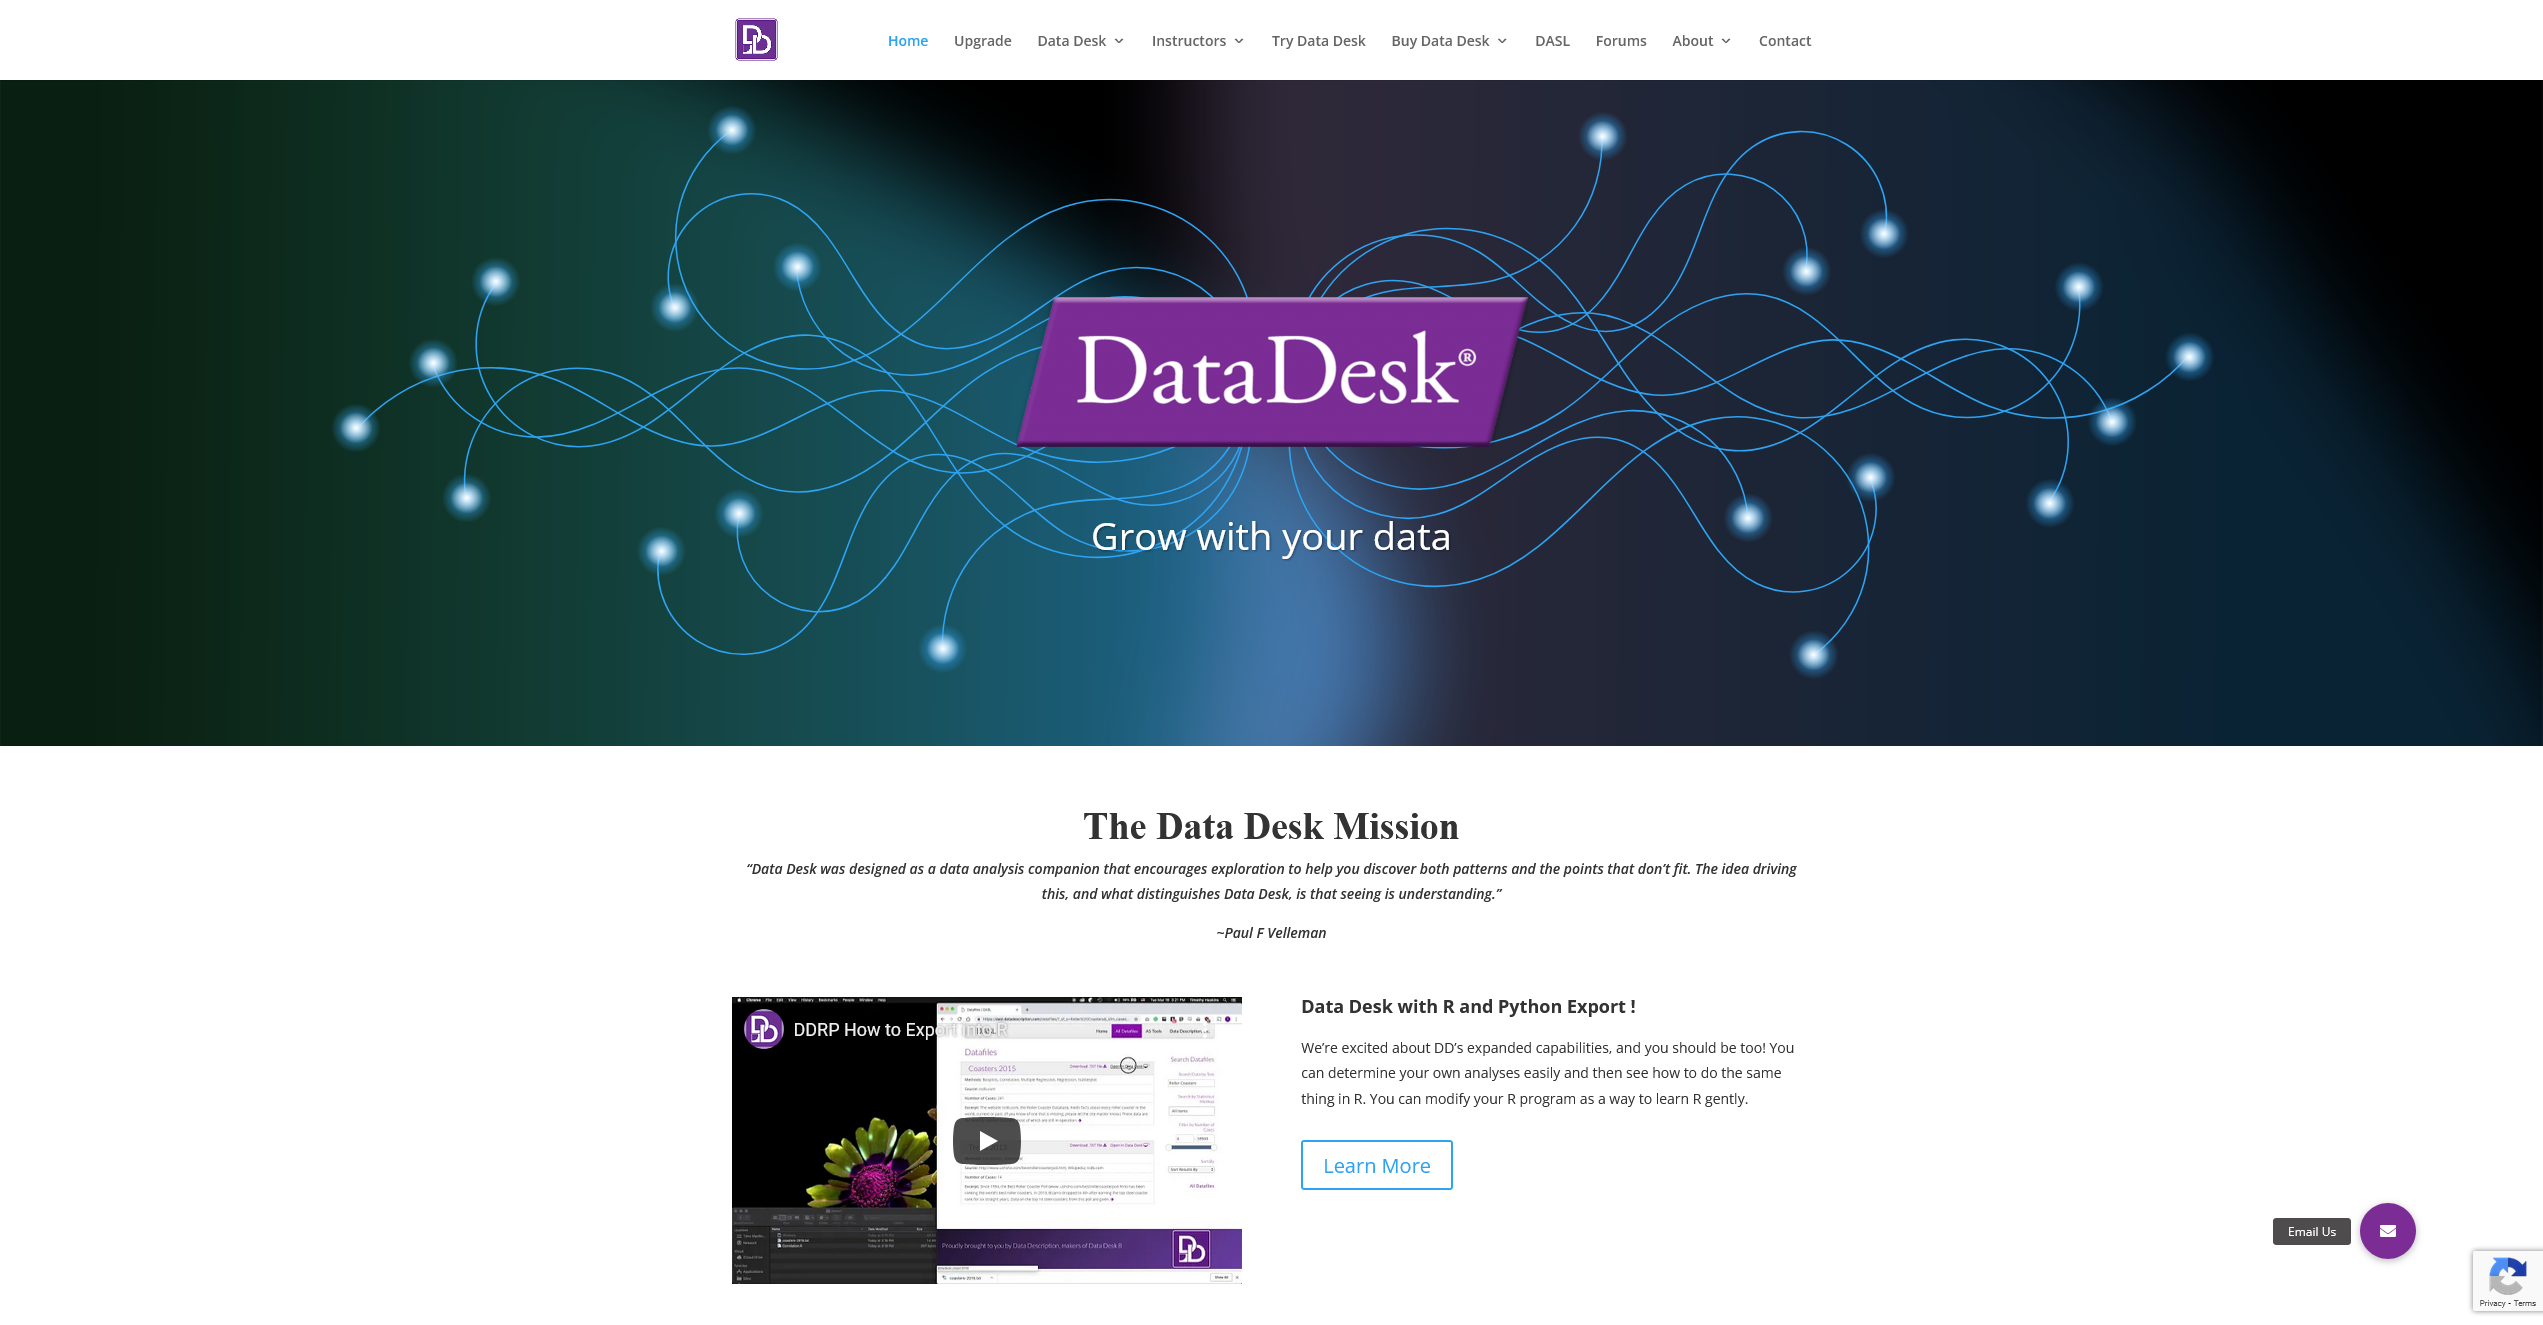 Home Upgrade Data Desk Instructors Try Data Desk Buy Data Desk DASL Forums About Contact
DataDesk®
Grow with your data
The Data Desk Mission
“Data Desk was designed as a data analysis companion that encourages exploration to help you discover both patterns and the points that don’t fit. The idea driving
this, and what distinguishes Data Desk, is that seeing is understanding.”
~Paul F Velleman
DDRP How to Export into R
Datafiles
Coasters 2015
Search Datafiles
Proudly brought to you by Data Description, makers of Data Desk 8
Data Desk with R and Python Export !
We’re excited about DD’s expanded capabilities, and you should be too! You
can determine your own analyses easily and then see how to do the same
thing in R. You can modify your R program as a way to learn R gently.
Learn More
Email Us
Privacy - Terms